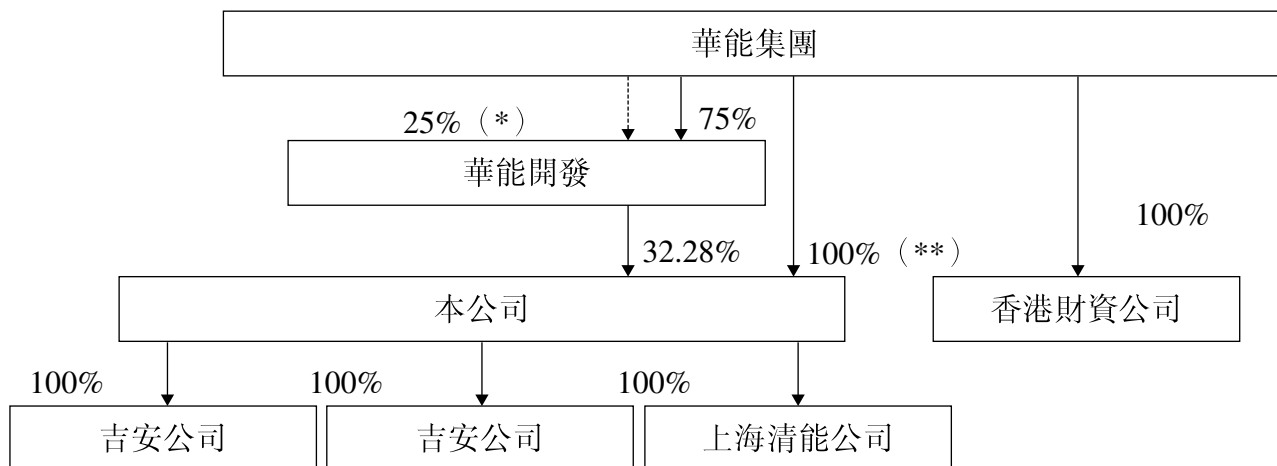 華能集團
25%（*）
75%
華能開發
100%
32.28%
100%（**）
本公司
香港財資公司
100%
100%
100%
吉安公司
吉安公司
上海清能公司